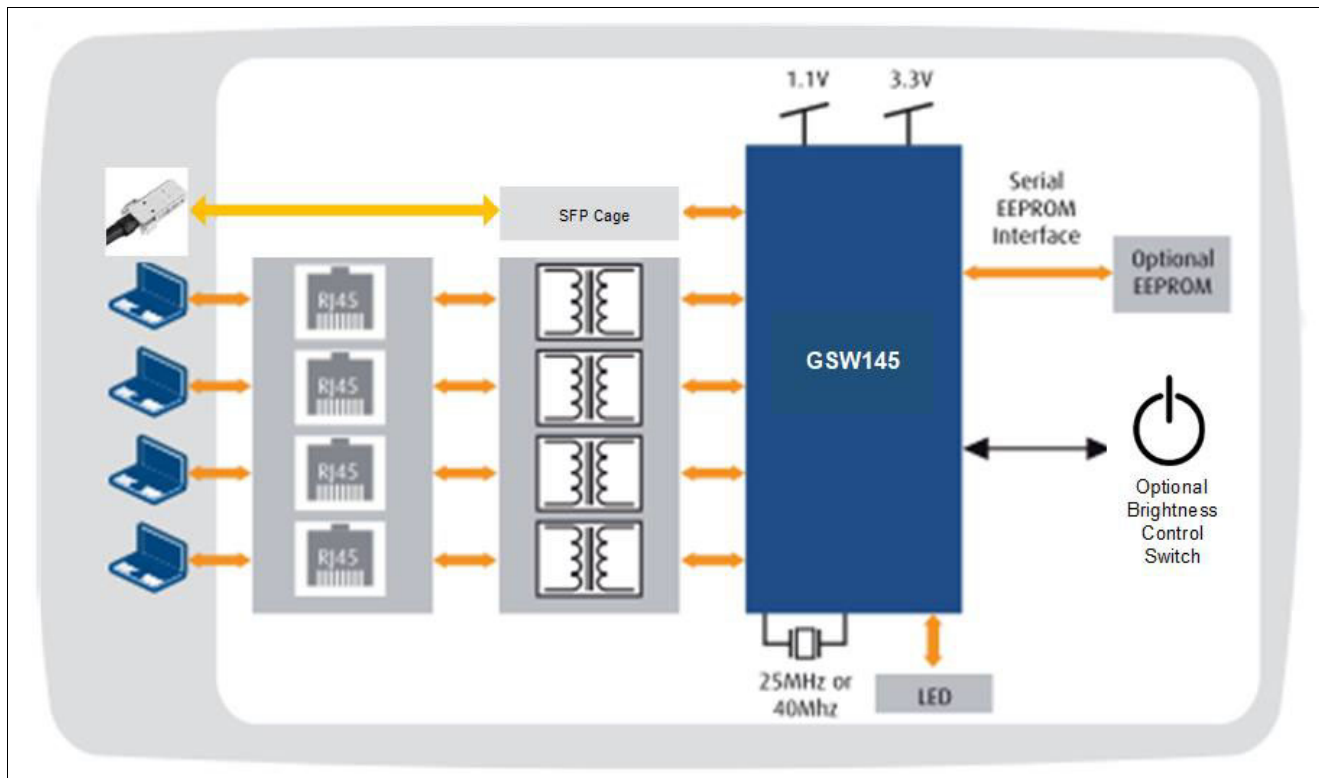 1.1V
3.3V
SFP Cage
Serial
EEPROM
Interface
Optional
EEPROM
RJ45
RJ45
RJ45
RJ45
GSW145
Optional
Brightness
Control
Switch
25MHz or
40Mhz
LED